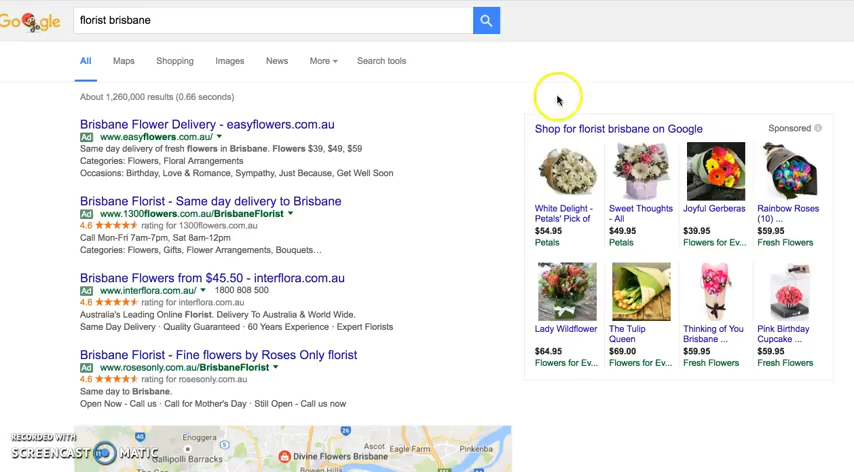 Google
florist brisbane
All Maps Shopping Images News More Search tools
About 1,260,000 results (0.66 seconds)
Brisbane Flower Delivery - easyflowers.com.au
Ad www.easyflowers.com.au/
Same day delivery of fresh flowers in Brisbane. Flowers $39, $49, $59
Categories: Flowers, Floral Arrangements
Occasions: Birthday, Love & Romance, Sympathy, Just Because, Get Well Soon
Brisbane Florist - Same day delivery to Brisbane
Ad www.1300flowers.com.au/BrisbaneFlorist
4.6 ★★★★★ rating for 1300flowers.com.au
Call Mon-Fri 7am-7pm, Sat 8am-12pm
Categories: Flowers, Gifts, Flower Arrangements, Bouquets…
Brisbane Flowers from $45.50 - interflora.com.au
Ad www.interflora.com.au/ 1800 808 500
4.6 ★★★★★ rating for interflora.com.au
Australia's Leading Online Florist. Delivery To Australia & World Wide.
Same Day Delivery · Quality Guaranteed · 60 Years Experience · Expert Florists
Brisbane Florist - Fine flowers by Roses Only florist
Ad www.rosesonly.com.au/BrisbaneFlorist
4.6 ★★★★★ rating for rosesonly.com.au
Same day to Brisbane.
Open Now - Call us · Call for Mother's Day · Still Open - Call us now
Shop for florist brisbane on Google Sponsored
White Delight - Petals' Pick of
$54.95
Petals
Sweet Thoughts - All
$49.95
Petals
Joyful Gerberas
$39.95
Flowers for Ev...
Rainbow Roses (10) ...
$59.95
Fresh Flowers
Lady Wildflower
$64.95
Flowers for Ev...
The Tulip Queen
$69.00
Flowers for Ev...
Thinking of You Brisbane ...
$59.95
Fresh Flowers
Pink Birthday Cupcake ...
$59.95
Fresh Flowers
Enoggera
Gallipolli Barracks
Ascot
Eagle Farm
Pinkenba
Divine Flowers Brisbane
Bowen Hills
RECORDED WITH
SCREENCAST MATIC